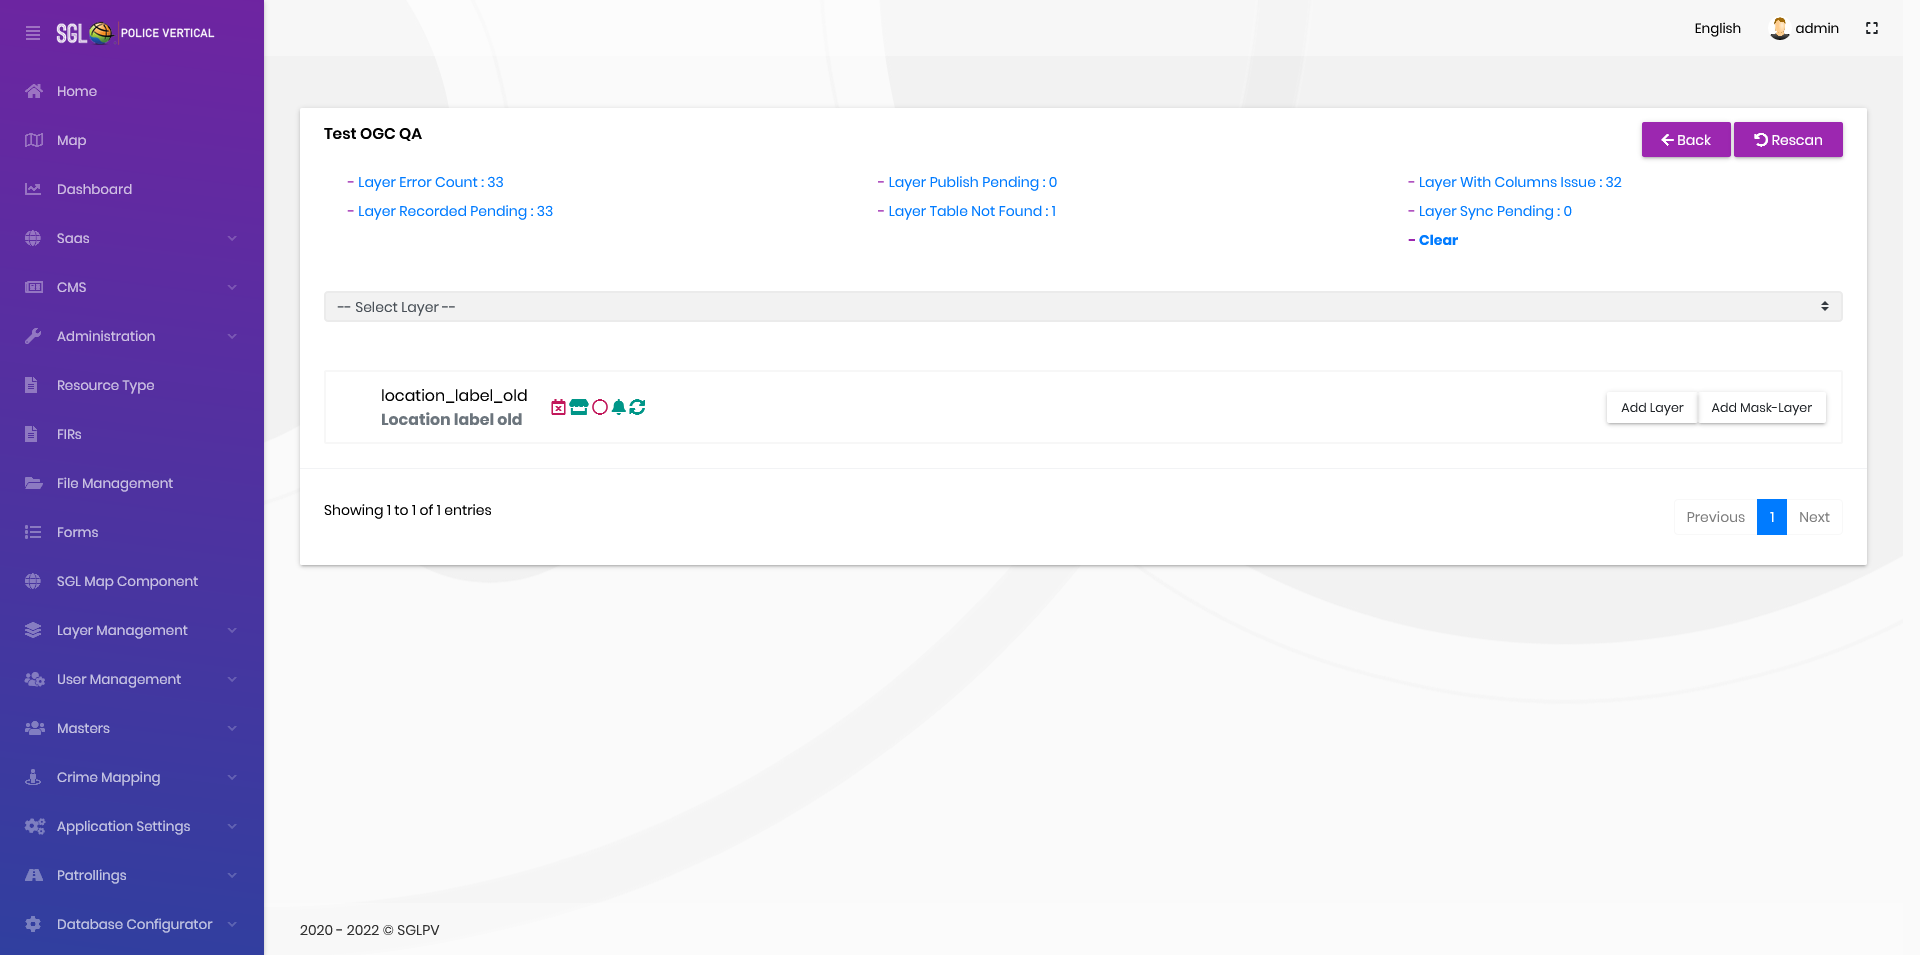 SGL POLICE VERTICAL
English
admin
Home
Map
Dashboard
Saas
CMS
Administration
Resource Type
FIRs
File Management
Forms
SGL Map Component
Layer Management
User Management
Masters
Crime Mapping
Application Settings
Patrollings
Database Configurator
Test OGC QA
Back
Rescan
- Layer Error Count : 33
- Layer Publish Pending : 0
- Layer With Columns Issue : 32
- Layer Recorded Pending : 33
- Layer Table Not Found : 1
- Layer Sync Pending : 0
- Clear
-- Select Layer --
location_label_old
Location label old
Add Layer
Add Mask-Layer
Showing 1 to 1 of 1 entries
Previous
1
Next
2020 - 2022 © SGLPV